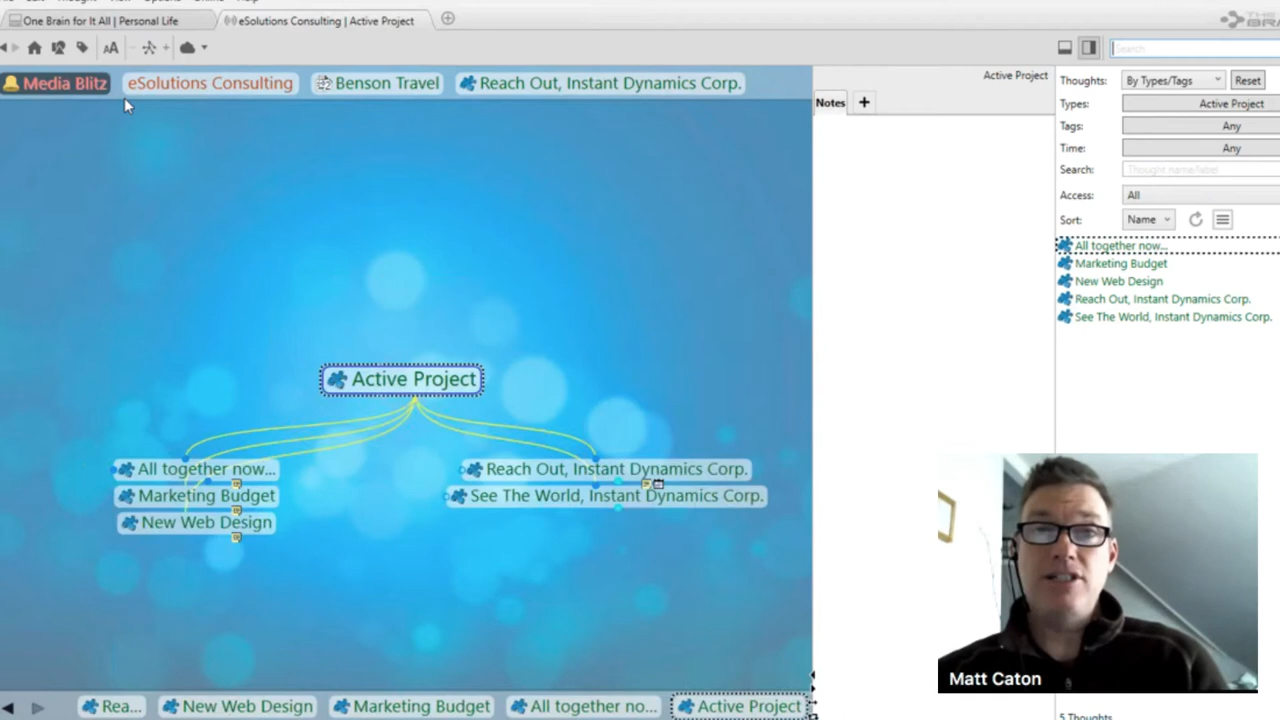 One Brain for It All | Personal Life
eSolutions Consulting | Active Project
AA
Search
Media Blitz
eSolutions Consulting
Benson Travel
Reach Out, Instant Dynamics Corp.
Active Project
Notes
Thoughts:
By Types/Tags
Reset
Types:
Active Project
Tags:
Any
Time:
Any
Search:
Thought name/label
Access:
All
Sort:
Name
All together now...
Marketing Budget
New Web Design
Reach Out, Instant Dynamics Corp.
See The World, Instant Dynamics Corp.
Active Project
All together now...
Marketing Budget
New Web Design
Reach Out, Instant Dynamics Corp.
See The World, Instant Dynamics Corp.
Matt Caton
Rea...
New Web Design
Marketing Budget
All together no...
Active Project
5 Thoughts